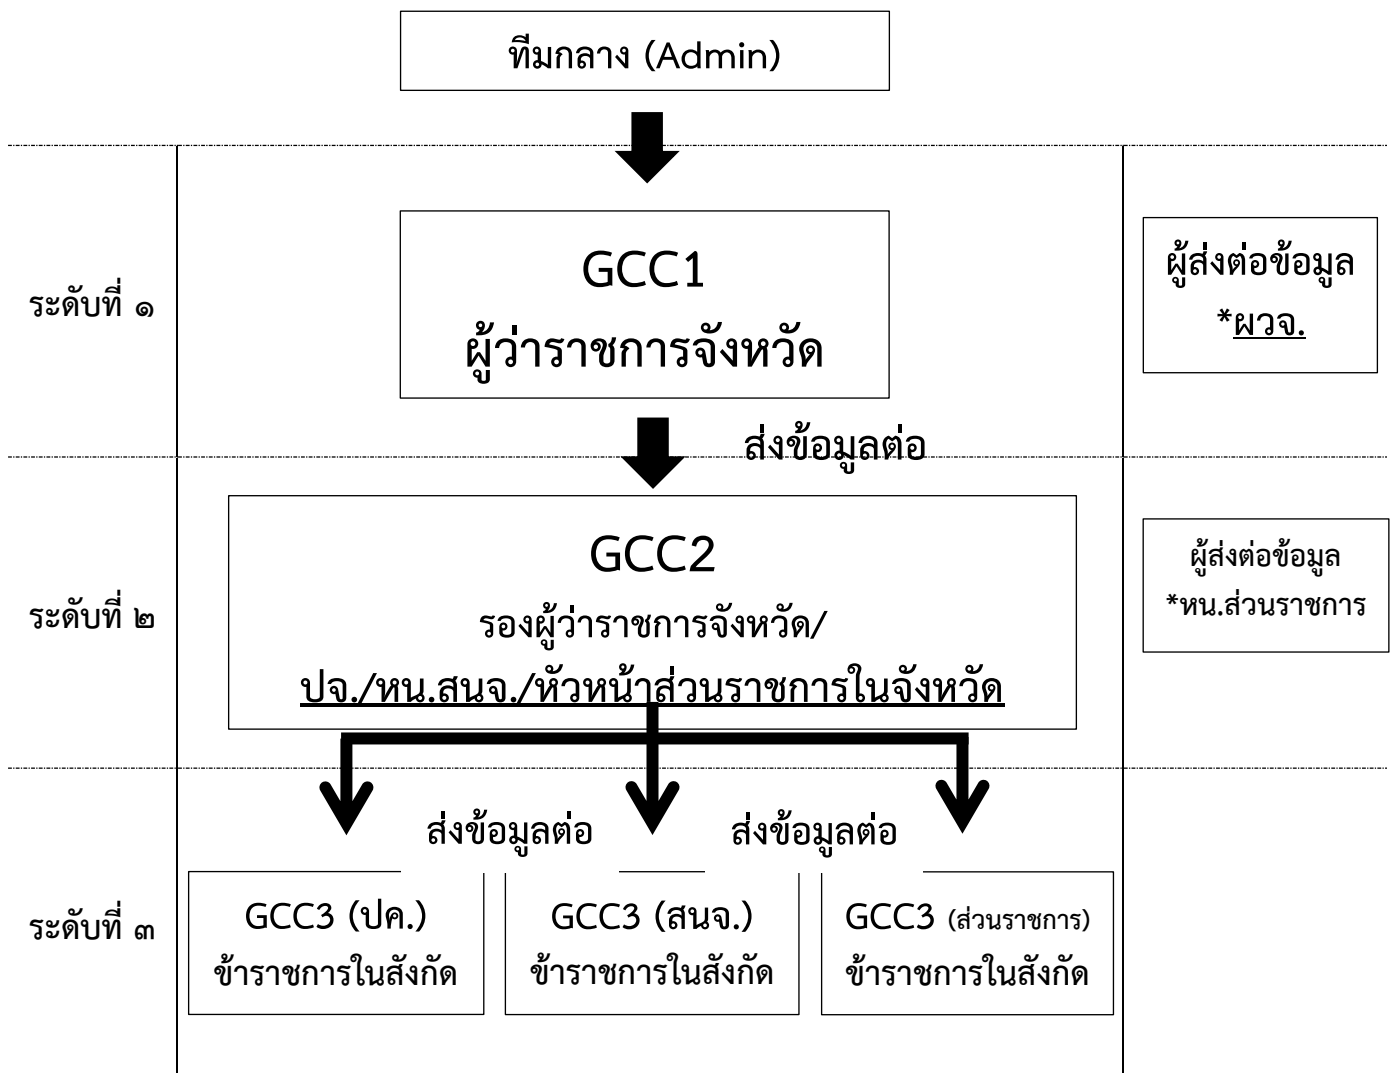 ทีมกลาง (Admin)
ระดับที่ ๑
GCC1
ผู้ว่าราชการจังหวัด
ผู้ส่งต่อข้อมูล
*ผวจ.
ส่งข้อมูลต่อ
ระดับที่ ๒
GCC2
รองผู้ว่าราชการจังหวัด/
ปจ./หน.สนจ./หัวหน้าส่วนราชการในจังหวัด
ผู้ส่งต่อข้อมูล
*หน.ส่วนราชการ
ส่งข้อมูลต่อ
ส่งข้อมูลต่อ
ระดับที่ ๓
GCC3 (ปค.)
ข้าราชการในสังกัด
GCC3 (สนจ.)
ข้าราชการในสังกัด
GCC3 (ส่วนราชการ)
ข้าราชการในสังกัด